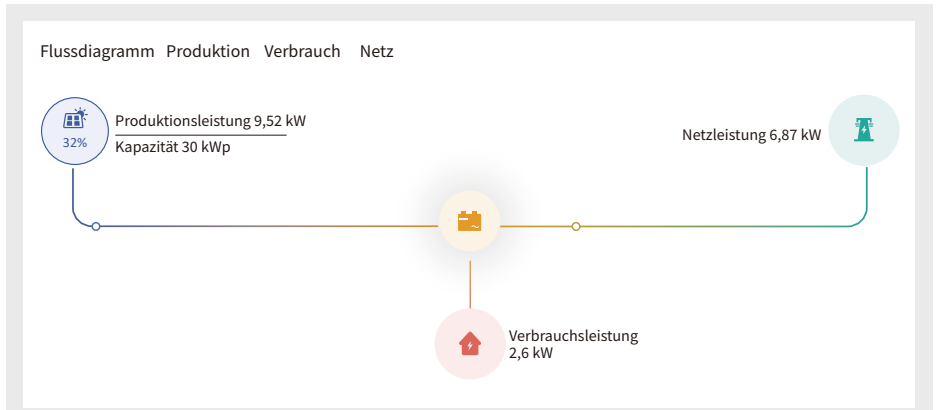 Flussdiagramm Produktion Verbrauch Netz
Produktionsleistung 9,52 kW
32%
Kapazität 30 kWp
Netzleistung 6,87 kW
Verbrauchsleistung
2,6 kW